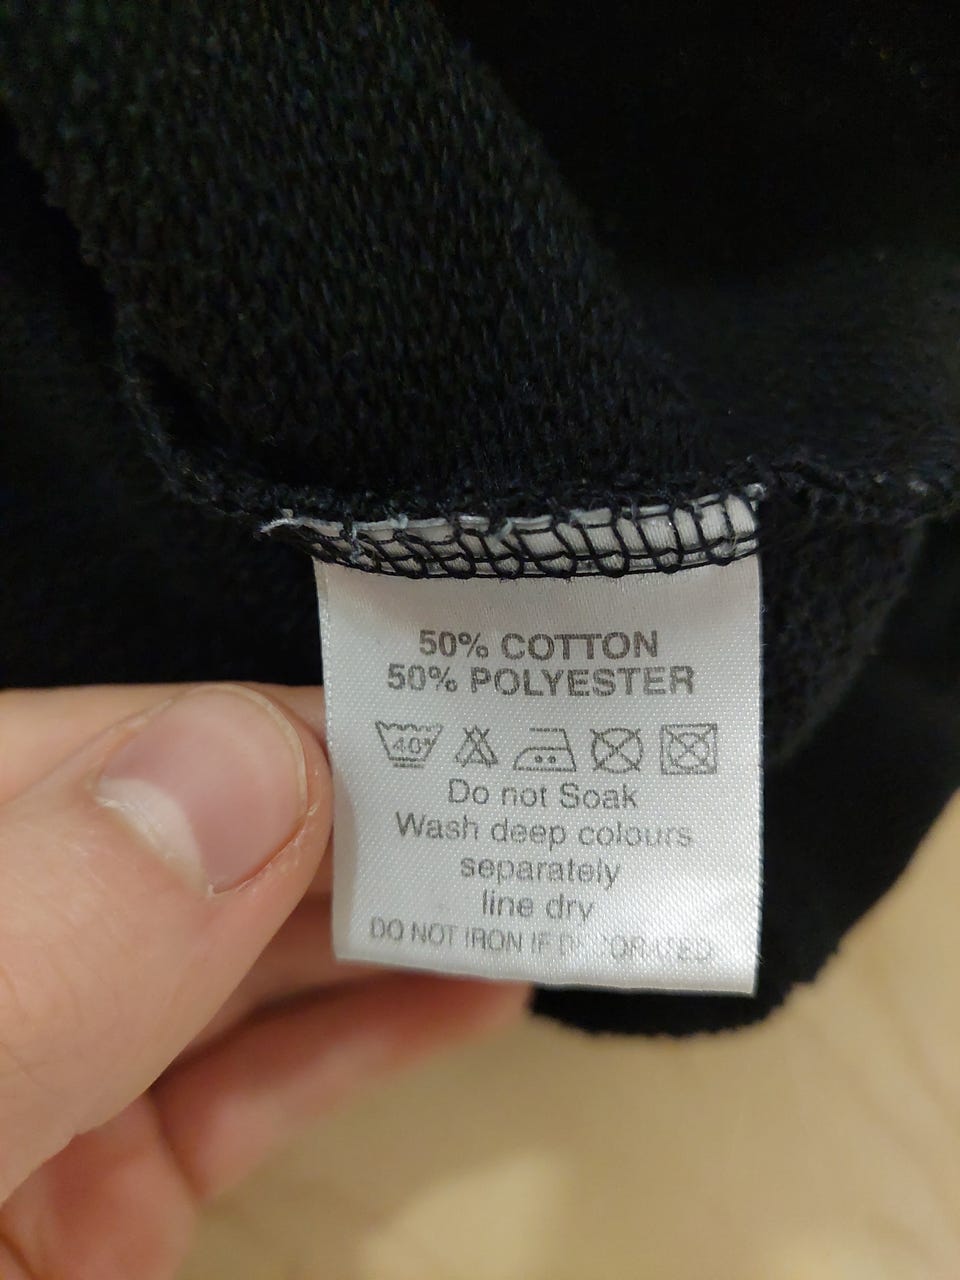 50% COTTON
50% POLYESTER
40°
Do not Soak
Wash deep colours
separately
line dry
DO NOT IRON IF